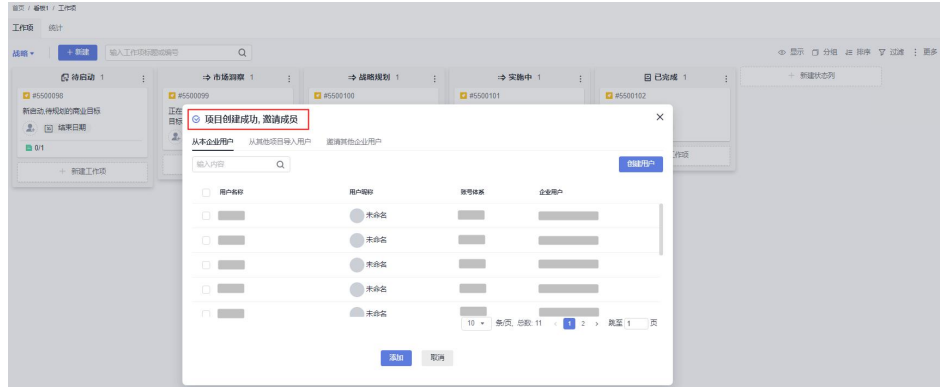 首页 / 看板1 / 工作项
工作项 统计
战略 + 新建 输入工作项标题或编号 显示 分组 排序 过滤 更多
待启动 1 市场洞察 1 战略规划 1 实施中 1 已完成 1 + 新建状态列
#5500098 #5500099 #5500100 #5500101 #5500102
新启动,待规划的商业目标 正在
目标
结束日期
0/1
+ 新建工作项 工作项
项目创建成功, 邀请成员
从本企业用户 从其他项目导入用户 邀请其他企业用户
输入内容 创建用户
用户名称 用户昵称 账号体系 企业用户
未命名
未命名
未命名
未命名
未命名
10 条/页, 总数: 11 1 2 跳至 1 页
添加 取消